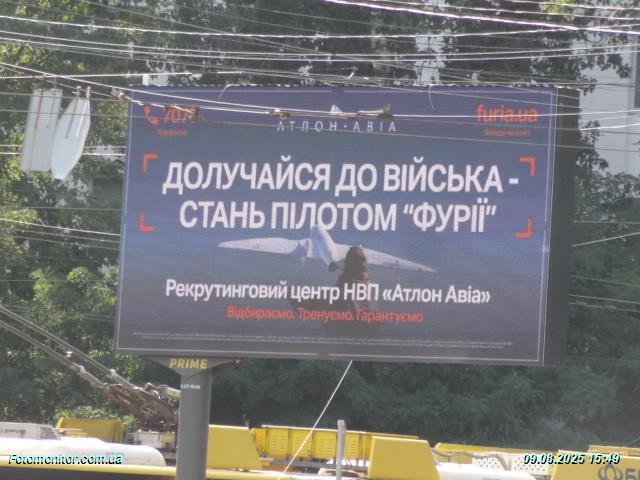 АТЛОН·АВІА
furia.ua
ДОЛУЧАЙСЯ ДО ВІЙСЬКА -
СТАНЬ ПІЛОТОМ “ФУРІЇ”
Рекрутинговий центр НВП «Атлон Авіа»
Відбираємо. Тренуємо. Гарантуємо
PRIME
Fotomonitor.com.ua
09.08.2025 15:49